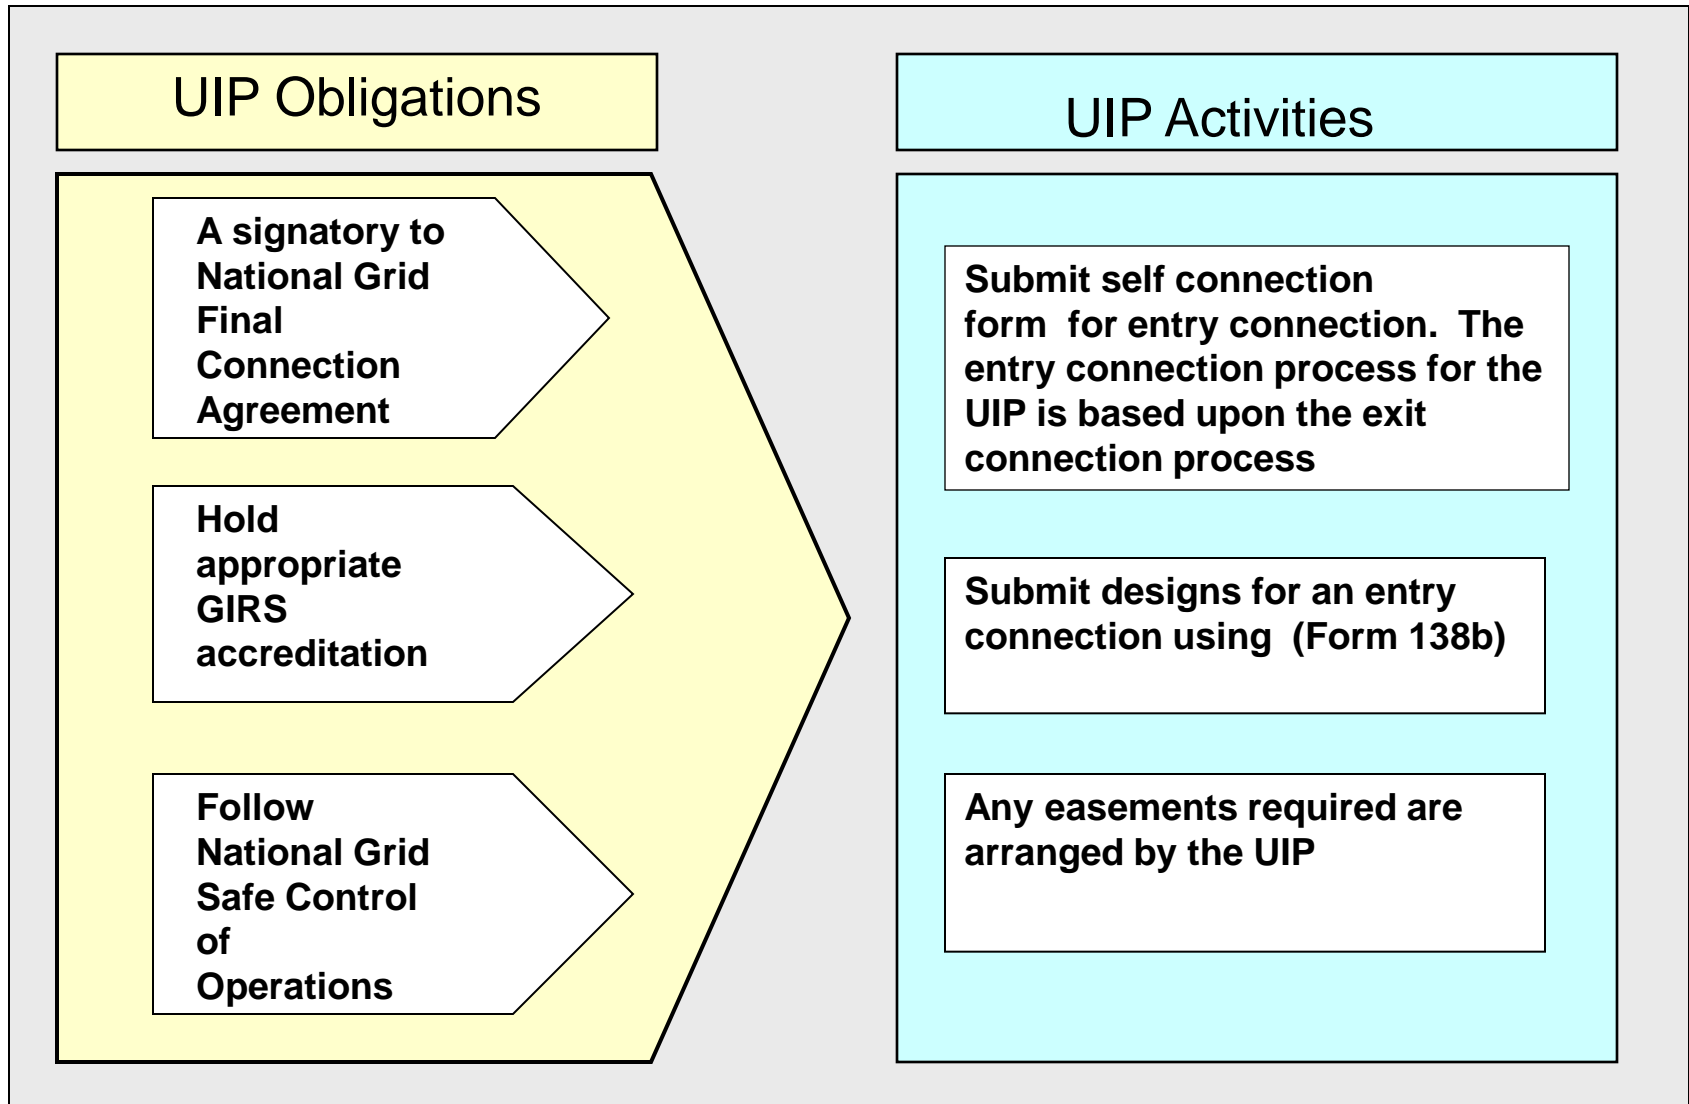 UIP Obligations
A signatory to
National Grid
Final
Connection
Agreement
Hold
appropriate
GIRS
accreditation
Follow
National Grid
Safe Control
of
Operations
UIP Activities
Submit self connection
form  for entry connection.  The
entry connection process for the
UIP is based upon the exit
connection process
Submit designs for an entry
connection using  (Form 138b)
Any easements required are
arranged by the UIP